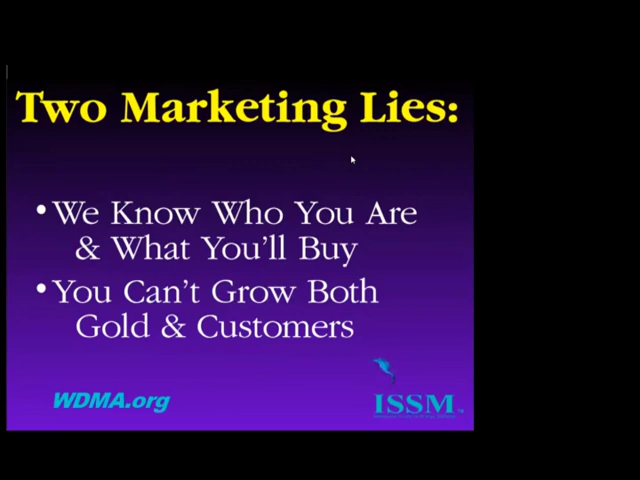 Two Marketing Lies:
•We Know Who You Are
& What You'll Buy
•You Can't Grow Both
Gold & Customers
WDMA.org
ISSM